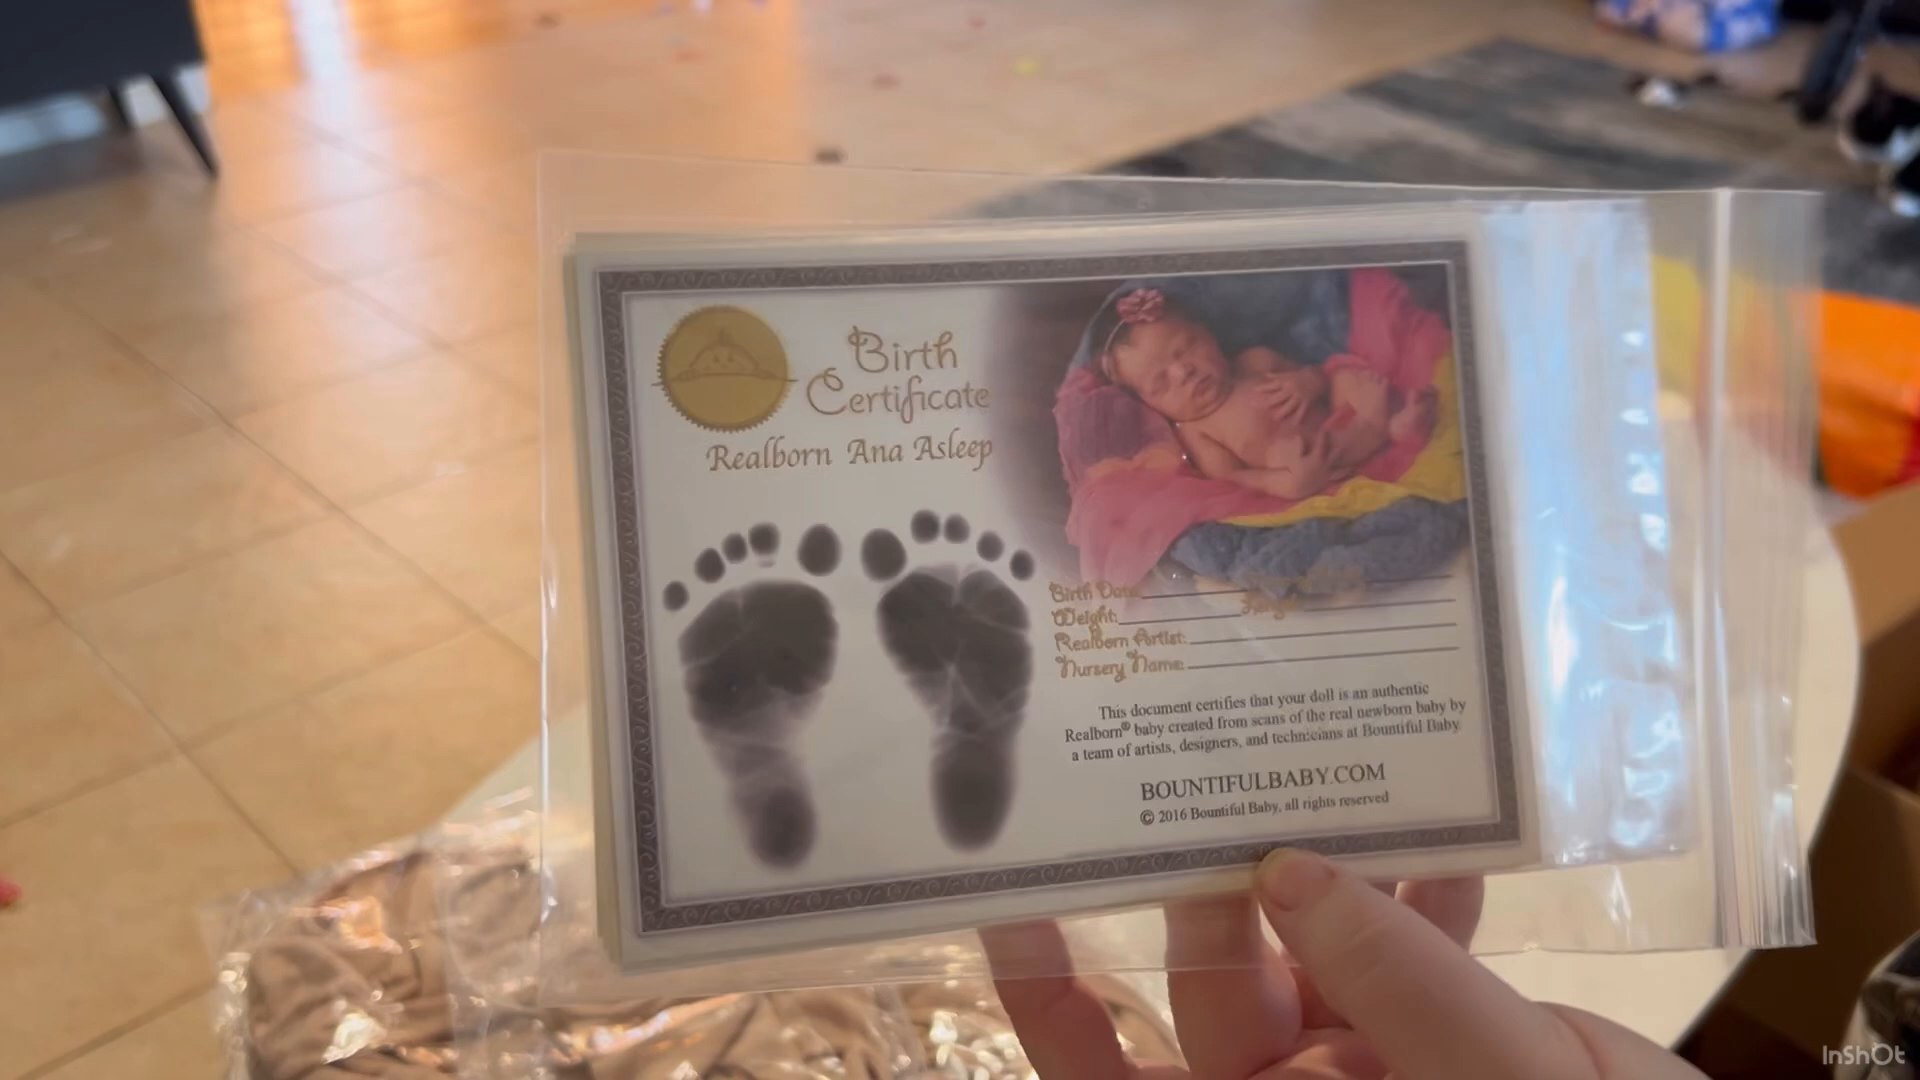 Birth
Certificate
Realborn Ana Asleep
Birth Date:
Weight:
Realborn Artist:
Nursery Name:
This document certifies that your doll is an authentic
Realborn® baby created from scans of the real newborn baby by
a team of artists, designers, and technicians at Bountiful Baby.
BOUNTIFULBABY.COM
© 2016 Bountiful Baby, all rights reserved
InShOt